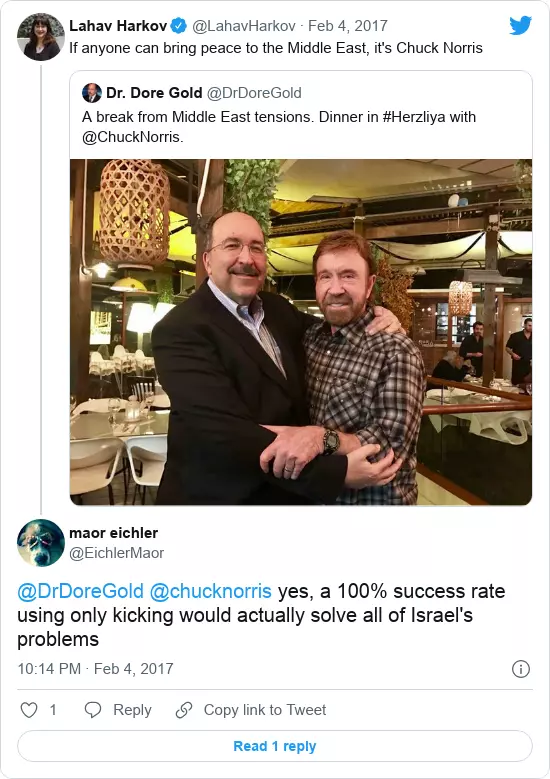 Lahav Harkov @LahavHarkov · Feb 4, 2017
If anyone can bring peace to the Middle East, it's Chuck Norris
Dr. Dore Gold @DrDoreGold
A break from Middle East tensions. Dinner in #Herzliya with
@ChuckNorris.
maor eichler
@EichlerMaor
@DrDoreGold @chucknorris yes, a 100% success rate
using only kicking would actually solve all of Israel's
problems
10:14 PM · Feb 4, 2017
1 Reply Copy link to Tweet
Read 1 reply